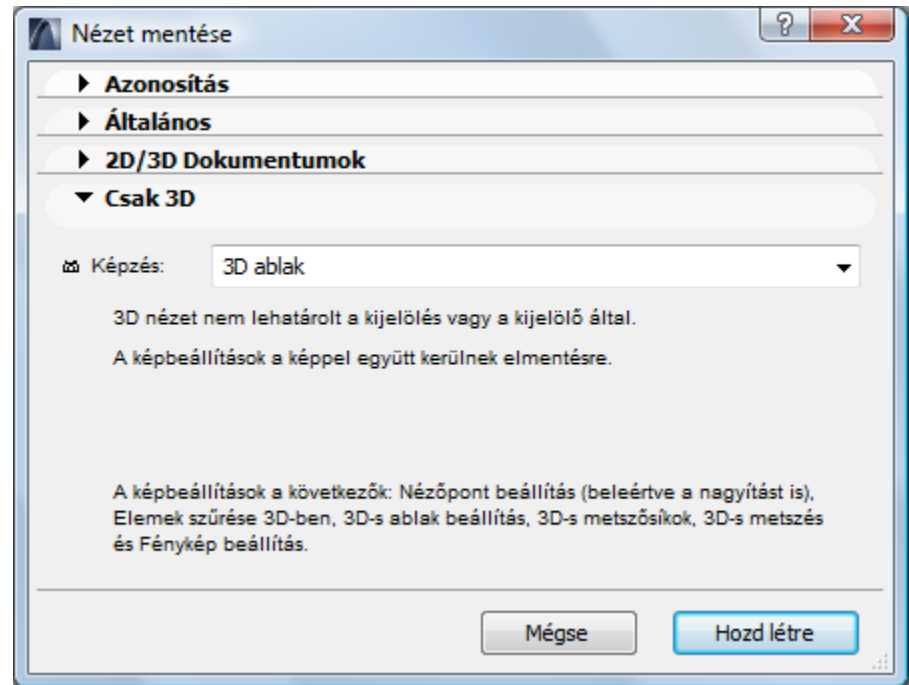 Nézet mentése
Azonosítás
Általános
2D/3D Dokumentumok
Csak 3D
Képzés: 3D ablak
3D nézet nem lehatárolt a kijelölés vagy a kijelölő által.
A képbeállítások a képpel együtt kerülnek elmentésre.
A képbeállítások a következők: Nézőpont beállítás (beleértve a nagyítást is),
Elemek szűrése 3D-ben, 3D-s ablak beállítás, 3D-s metszősíkok, 3D-s metszés
és Fénykép beállítás.
Mégse Hozd létre